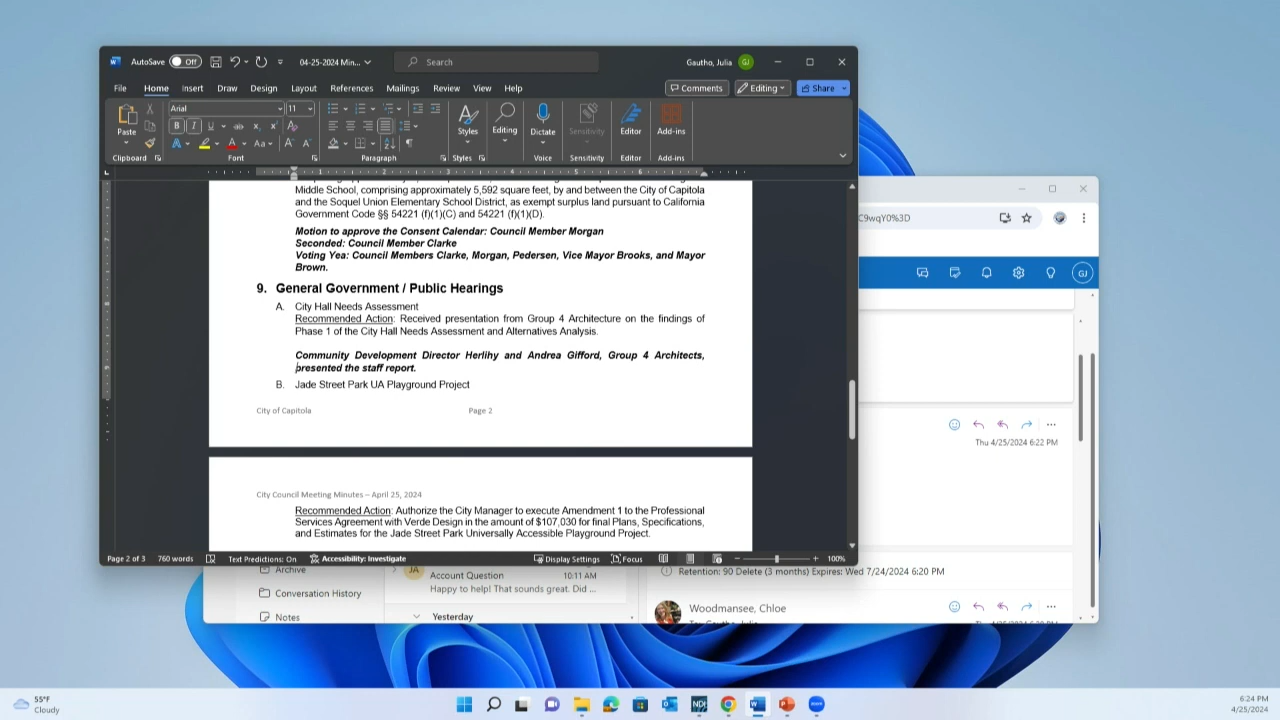 AutoSave Off 04-25-2024 Min... Search Gautho, Julia GJ
File Home Insert Draw Design Layout References Mailings Review View Help Comments Editing Share
Arial 11
Paste Styles Editing Dictate Sensitivity Editor Add-ins
Clipboard Font Paragraph Styles Voice Sensitivity Editor Add-ins
Middle School, comprising approximately 5,592 square feet, by and between the City of Capitola
and the Soquel Union Elementary School District, as exempt surplus land pursuant to California
Government Code §§ 54221 (f)(1)(C) and 54221 (f)(1)(D).
Motion to approve the Consent Calendar: Council Member Morgan
Seconded: Council Member Clarke
Voting Yea: Council Members Clarke, Morgan, Pedersen, Vice Mayor Brooks, and Mayor
Brown.
9. General Government / Public Hearings
A. City Hall Needs Assessment
Recommended Action: Received presentation from Group 4 Architecture on the findings of
Phase 1 of the City Hall Needs Assessment and Alternatives Analysis.
Community Development Director Herlihy and Andrea Gifford, Group 4 Architects,
presented the staff report.
B. Jade Street Park UA Playground Project
City of Capitola Page 2
City Council Meeting Minutes – April 25, 2024
Recommended Action: Authorize the City Manager to execute Amendment 1 to the Professional
Services Agreement with Verde Design in the amount of $107,030 for final Plans, Specifications,
and Estimates for the Jade Street Park Universally Accessible Playground Project.
Page 2 of 3 760 words Text Predictions: On Accessibility: Investigate Display Settings Focus 100%
C9wqY0%3D
GJ
Thu 4/25/2024 6:22 PM
Archive
Conversation History
Notes
JA
Account Question 10:11 AM
Happy to help! That sounds great. Did ...
Yesterday
Retention: 90 Delete (3 months) Expires: Wed 7/24/2024 6:20 PM
Woodmansee, Chloe
55°F
Cloudy
6:24 PM
4/25/2024